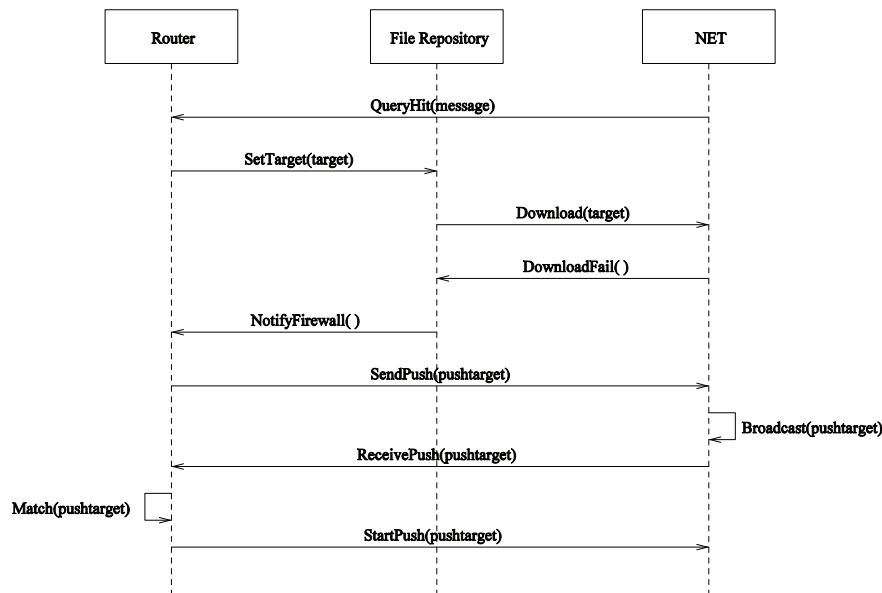 Router
File Repository
NET
QueryHit(message)
SetTarget(target)
Download(target)
DownloadFail( )
NotifyFirewall( )
SendPush(pushtarget)
Broadcast(pushtarget)
ReceivePush(pushtarget)
Match(pushtarget)
StartPush(pushtarget)